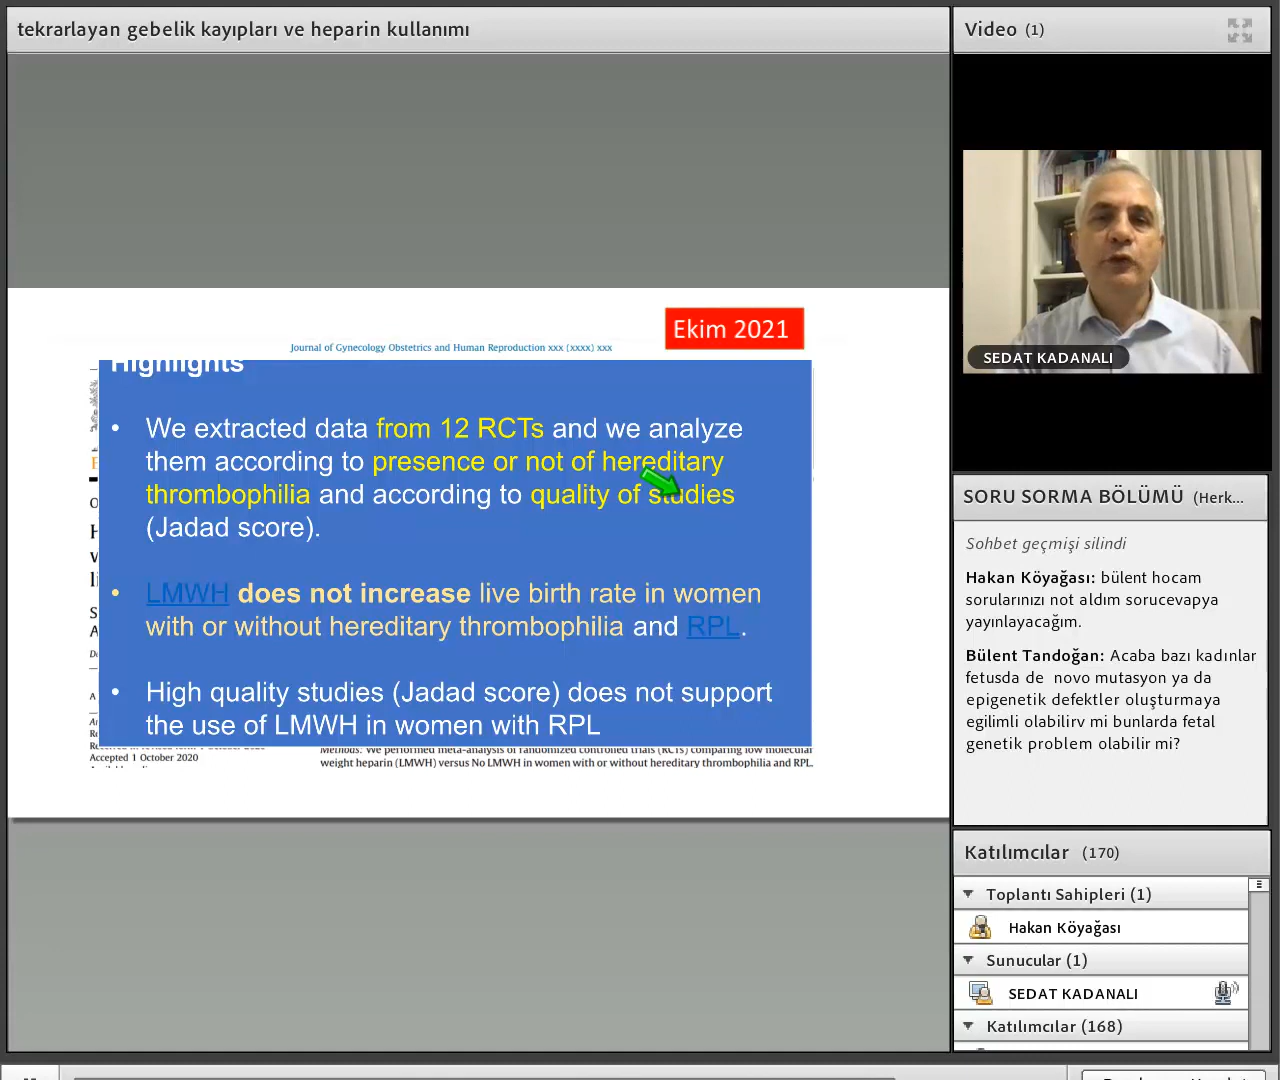 tekrarlayan gebelik kayıpları ve heparin kullanımı
Ekim 2021
Journal of Gynecology Obstetrics and Human Reproduction xxx (xxxx) xxx
Highlights
• We extracted data from 12 RCTs and we analyze
them according to presence or not of hereditary
thrombophilia and according to quality of studies
(Jadad score).
• LMWH does not increase live birth rate in women
with or without hereditary thrombophilia and RPL.
• High quality studies (Jadad score) does not support
the use of LMWH in women with RPL
Accepted 1 October 2020
Methods: We performed meta-analysis of randomized controlled trials (RCTs) comparing low molecular
weight heparin (LMWH) versus No LMWH in women with or without hereditary thrombophilia and RPL.
Video (1)
SEDAT KADANALI
SORU SORMA BÖLÜMÜ (Herk...
Sohbet geçmişi silindi
Hakan Köyağası: bülent hocam
sorularınızı not aldım sorucevapya
yayınlayacağım.
Bülent Tandoğan: Acaba bazı kadınlar
fetusda de novo mutasyon ya da
epigenetik defektler oluşturmaya
egilimli olabilirv mi bunlarda fetal
genetik problem olabilir mi?
Katılımcılar (170)
Toplantı Sahipleri (1)
Hakan Köyağası
Sunucular (1)
SEDAT KADANALI
Katılımcılar (168)